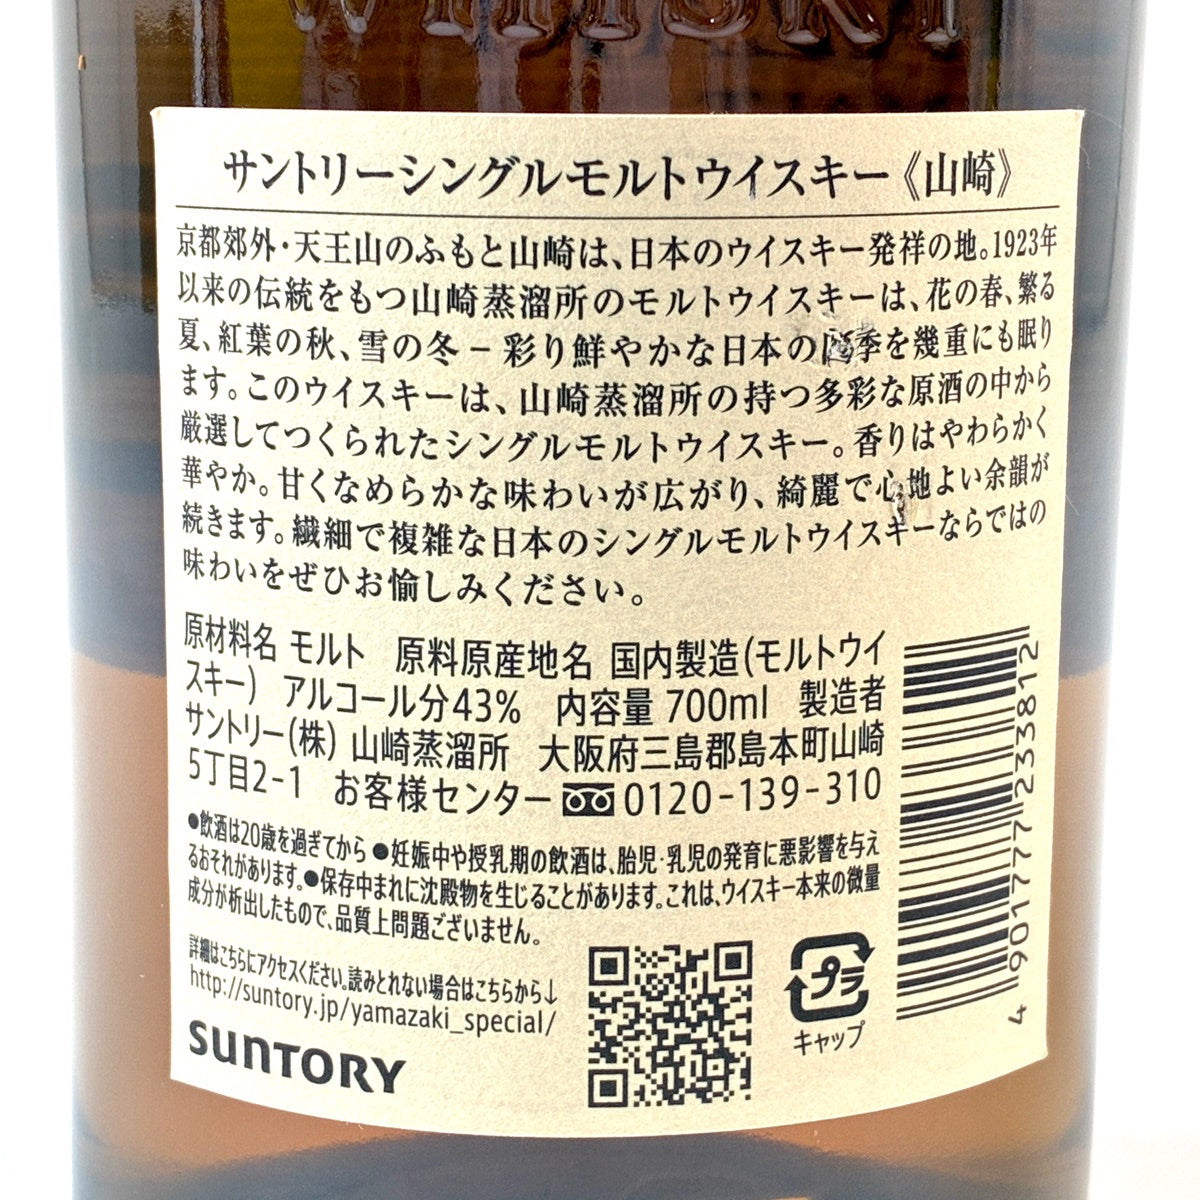 WHISKY
サントリーシングルモルトウイスキー《山崎》
京都郊外・天王山のふもと山崎は、日本のウイスキー発祥の地。1923年
以来の伝統をもつ山崎蒸溜所のモルトウイスキーは、花の春、繁る
夏、紅葉の秋、雪の冬－彩り鮮やかな日本の四季を幾重にも眠り
ます。このウイスキーは、山崎蒸溜所の持つ多彩な原酒の中から
厳選してつくられたシングルモルトウイスキー。香りはやわらかく
華やか。甘くなめらかな味わいが広がり、綺麗で心地よい余韻が
続きます。繊細で複雑な日本のシングルモルトウイスキーならではの
味わいをぜひお愉しみください。
原材料名 モルト 原料原産地名 国内製造(モルトウイ
スキー) アルコール分43% 内容量 700ml 製造者
サントリー(株) 山崎蒸溜所 大阪府三島郡島本町山崎
5丁目2-1 お客様センター 0120-139-310
●飲酒は20歳を過ぎてから ●妊娠中や授乳期の飲酒は、胎児・乳児の発育に悪影響を与え
るおそれがあります。●保存中まれに沈殿物を生じることがあります。これは、ウイスキー本来の微量
成分が析出したもので、品質上問題ございません。
詳細はこちらにアクセスください。読みとれない場合はこちらから↓
http://suntory.jp/yamazaki_special/
SUNTORY
プラ
キャップ
4 901777 233812